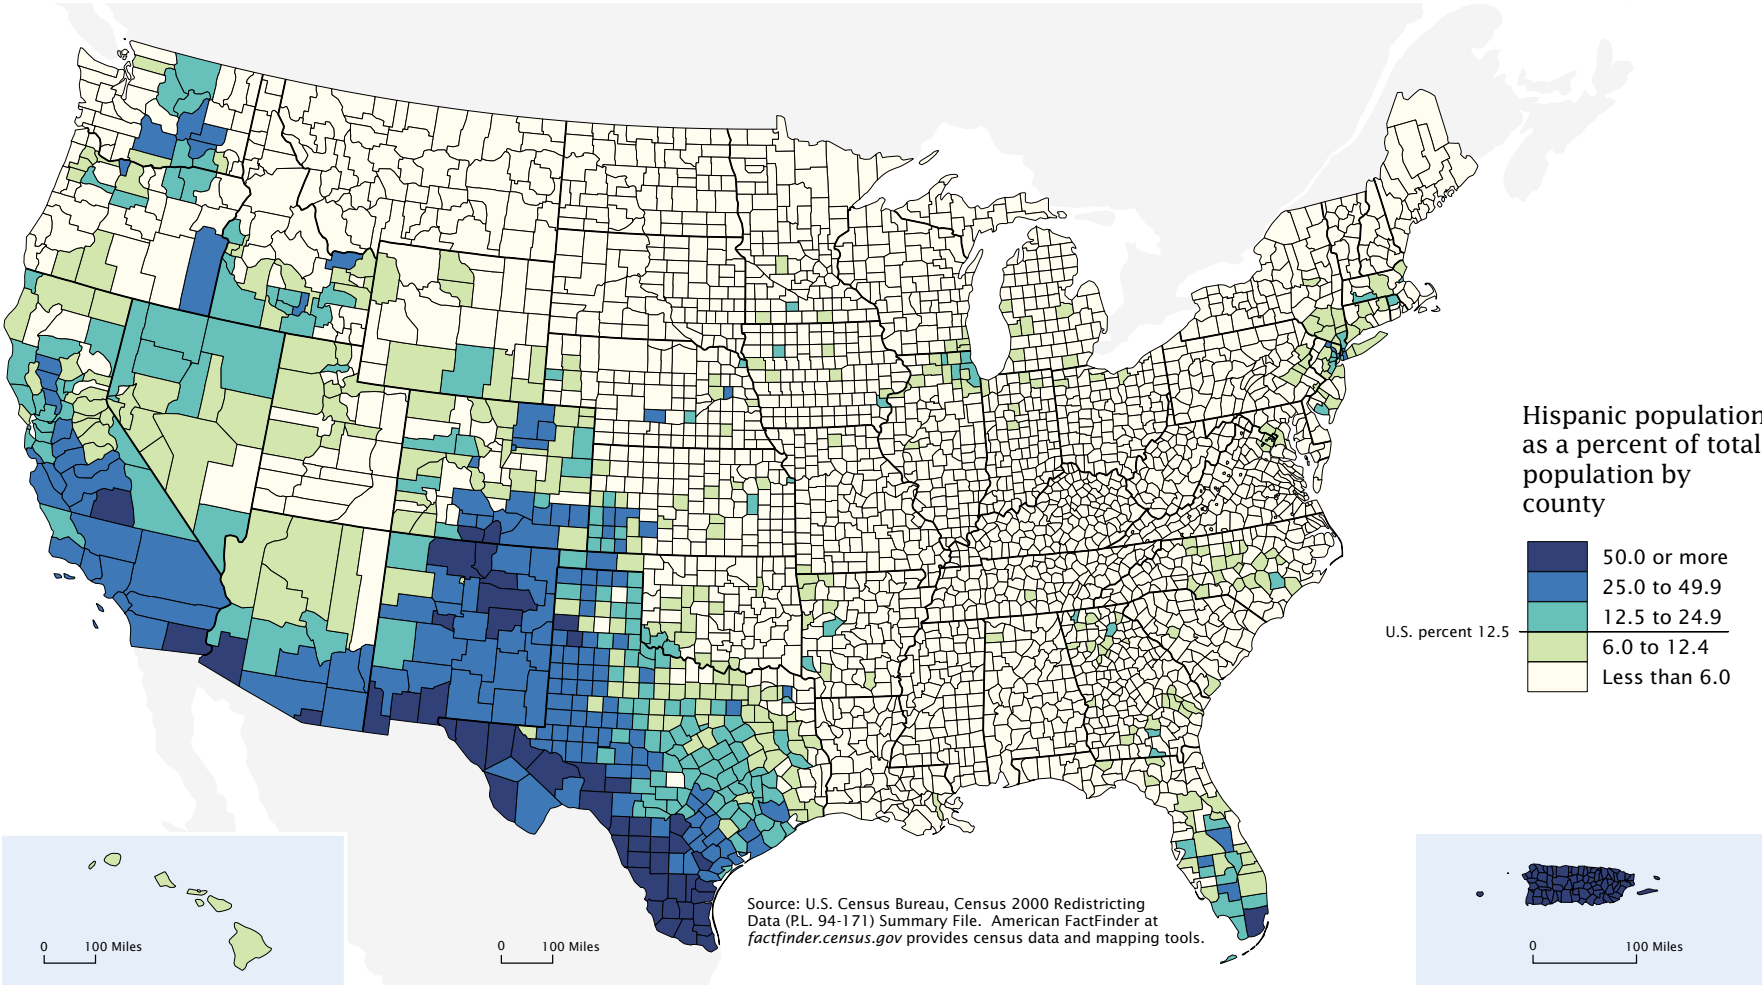 Hispanic population
as a percent of total
population by
county
50.0 or more
25.0 to 49.9
12.5 to 24.9
U.S. percent 12.5
6.0 to 12.4
Less than 6.0
Source: U.S. Census Bureau, Census 2000 Redistricting
Data (P.L. 94-171) Summary File. American FactFinder at
factfinder.census.gov provides census data and mapping tools.
0 100 Miles
0 100 Miles
0 100 Miles